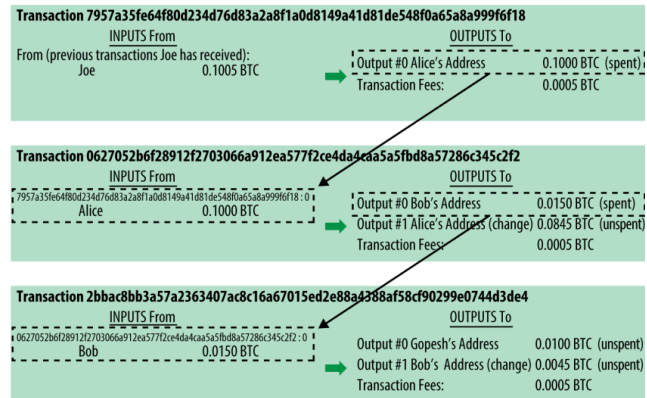 Transaction 7957a35fe64f80d234d76d83a2a8f1a0d8149a41d81de548f0a65a8a999f6f18
INPUTS From
OUTPUTS To
From (previous transactions Joe has received):
Joe 0.1005 BTC
Output #0 Alice's Address 0.1000 BTC (spent)
Transaction Fees: 0.0005 BTC
Transaction 0627052b6f28912f2703066a912ea577f2ce4da4caa5a5fbd8a57286c345c2f2
INPUTS From
OUTPUTS To
7957a35fe64f80d234d76d83a2a8f1a0d8149a41d81de548f0a65a8a999f6f18 : 0
Alice 0.1000 BTC
Output #0 Bob's Address 0.0150 BTC (spent)
Output #1 Alice's Address (change) 0.0845 BTC (unspent)
Transaction Fees: 0.0005 BTC
Transaction 2bbac8bb3a57a2363407ac8c16a67015ed2e88a4388af58cf90299e0744d3de4
INPUTS From
OUTPUTS To
0627052b6f28912f2703066a912ea577f2ce4da4caa5a5fbd8a57286c345c2f2 : 0
Bob 0.0150 BTC
Output #0 Gopesh's Address 0.0100 BTC (unspent)
Output #1 Bob's Address (change) 0.0045 BTC (unspent)
Transaction Fees: 0.0005 BTC